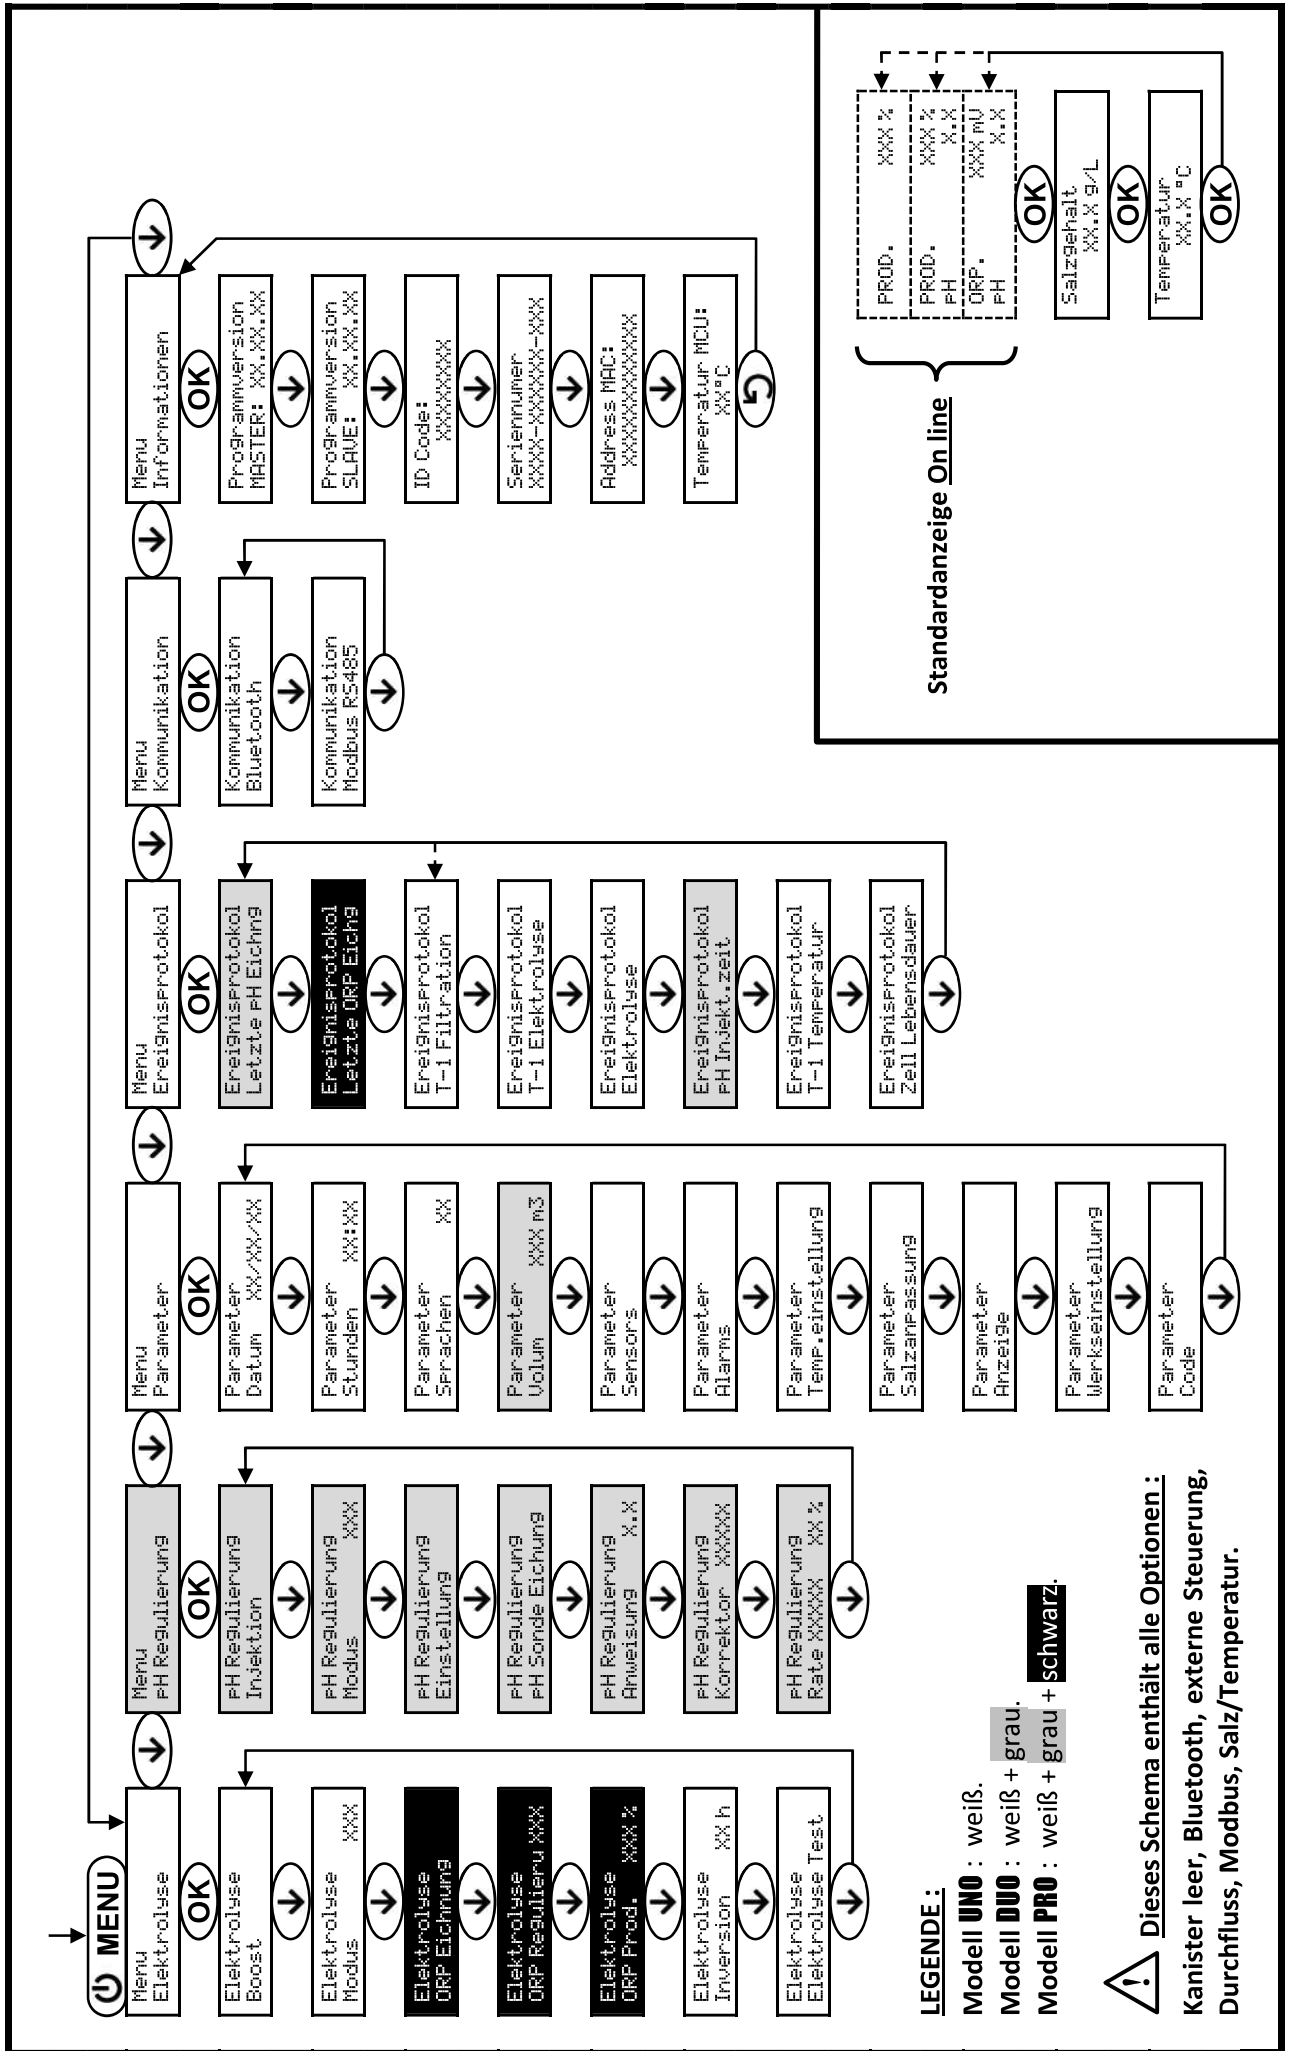 MENU
Menu
Elektrolyse
OK
Elektrolyse
Boost
Elektrolyse
Modus XXX
Elektrolyse
ORP Eichnung
Elektrolyse
ORP Regulieru XXX
Elektrolyse
ORP Prod. XXX %
Elektrolyse
Inversion XX h
Elektrolyse
Elektrolyse Test
Menu
pH Regulierung
OK
pH Regulierung
Injektion
pH Regulierung
Modus XXX
pH Regulierung
Einstellung
pH Regulierung
pH Sonde Eichung
pH Regulierung
Anweisung X.X
pH Regulierung
Korrektor XXXXX
pH Regulierung
Rate XXXXX XX %
Menu
Parameter
OK
Parameter
Datum XX/XX/XX
Parameter
Stunden XX:XX
Parameter
Sprachen XX
Parameter
Volum XXX m3
Parameter
Sensors
Parameter
Alarms
Parameter
Temp.einstellung
Parameter
Salzanpassung
Parameter
Anzeige
Parameter
Werkseinstellung
Parameter
Code
Menu
Ereignisprotokol
OK
Ereignisprotokol
Letzte pH Eichng
Ereignisprotokol
Letzte ORP Eichg
Ereignisprotokol
T-1 Filtration
Ereignisprotokol
T-1 Elektrolyse
Ereignisprotokol
Elektrolyse
Ereignisprotokol
pH Injekt.zeit
Ereignisprotokol
T-1 Temperatur
Ereignisprotokol
Zell Lebensdauer
Menu
Kommunikation
OK
Kommunikation
Bluetooth
Kommunikation
Modbus RS485
Menu
Informationen
OK
Programmversion
MASTER: XX.XX.XX
Programmversion
SLAVE: XX.XX.XX
ID Code:
XXXXXXXX
Seriennumer
XXXX-XXXXXX-XXX
Address MAC:
XXXXXXXXXXXX
Temperatur MCU:
XX°C
LEGENDE :
Modell UNO : weiß.
Modell DUO : weiß + grau.
Modell PRO : weiß + grau + schwarz.
Dieses Schema enthält alle Optionen :
Kanister leer, Bluetooth, externe Steuerung,
Durchfluss, Modbus, Salz/Temperatur.
Standardanzeige On line
PROD. XXX %
PROD. XXX %
pH X.X
ORP. XXX mV
pH X.X
OK
Salzgehalt
XX.X g/L
OK
Temperatur
XX.X °C
OK